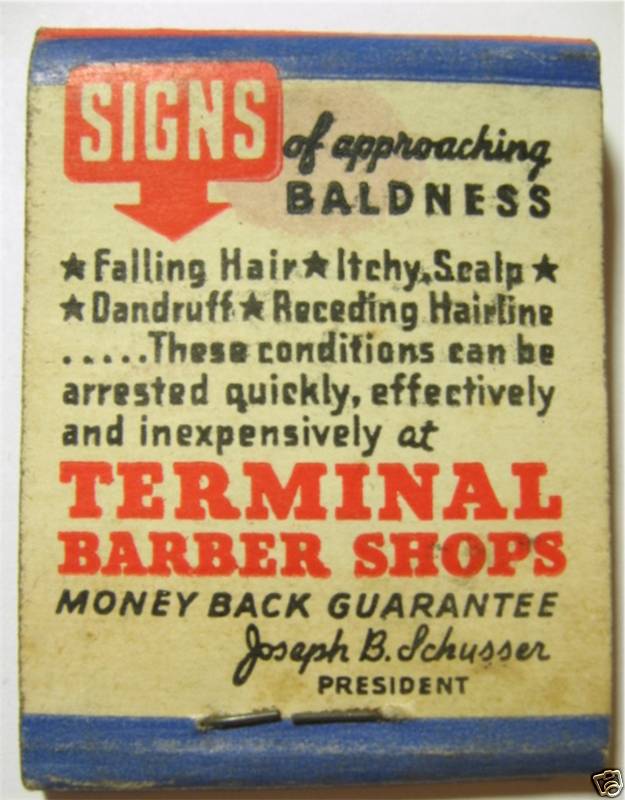 SIGNS
of approaching
BALDNESS
★Falling Hair★Itchy Scalp★
★Dandruff★Receding Hairline
.....These conditions can be
arrested quickly, effectively
and inexpensively at
TERMINAL
BARBER SHOPS
MONEY BACK GUARANTEE
Joseph B. Schusser
PRESIDENT